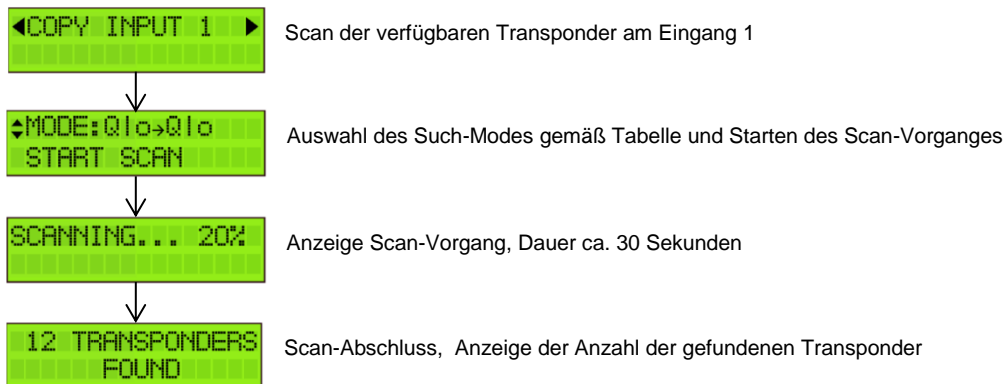 ◀COPY INPUT 1 ▶
Scan der verfügbaren Transponder am Eingang 1
MODE:Qlo→Qlo
START SCAN
Auswahl des Such-Modes gemäß Tabelle und Starten des Scan-Vorganges
SCANNING... 20%
Anzeige Scan-Vorgang, Dauer ca. 30 Sekunden
12 TRANSPONDERS
FOUND
Scan-Abschluss, Anzeige der Anzahl der gefundenen Transponder